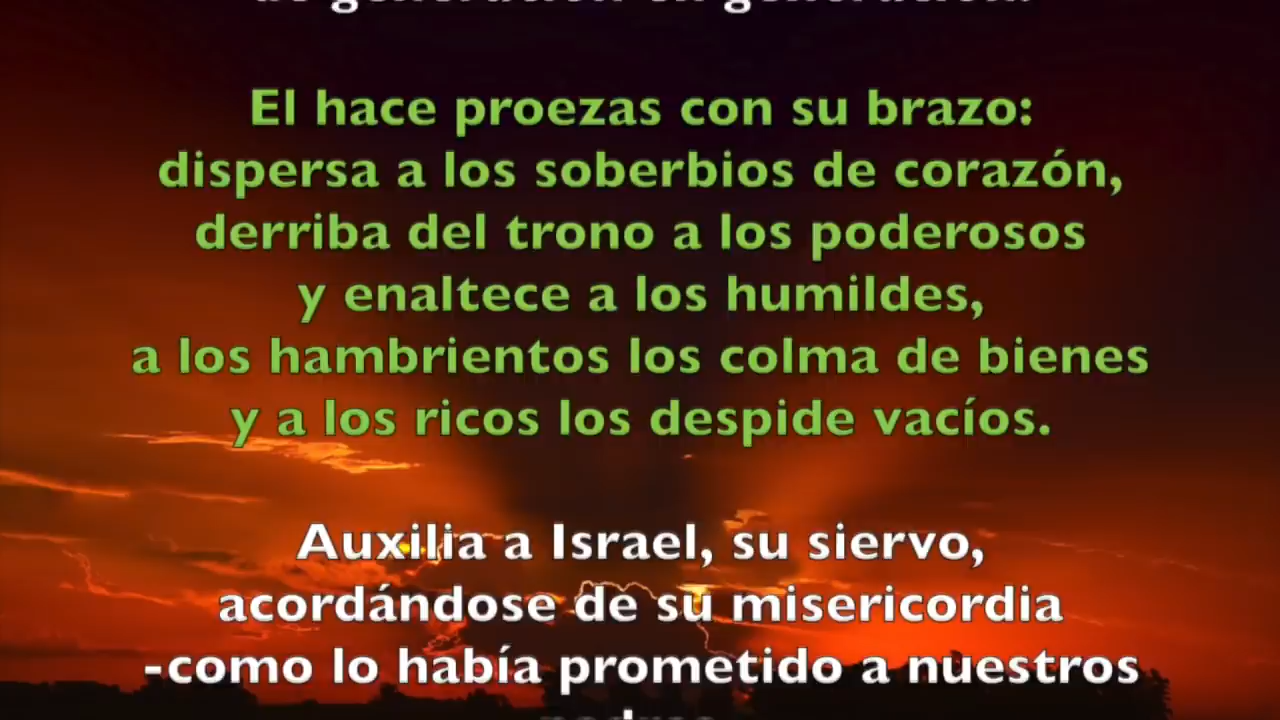 de generación en generación.
El hace proezas con su brazo:
dispersa a los soberbios de corazón,
derriba del trono a los poderosos
y enaltece a los humildes,
a los hambrientos los colma de bienes
y a los ricos los despide vacíos.
Auxilia a Israel, su siervo,
acordándose de su misericordia
-como lo había prometido a nuestros